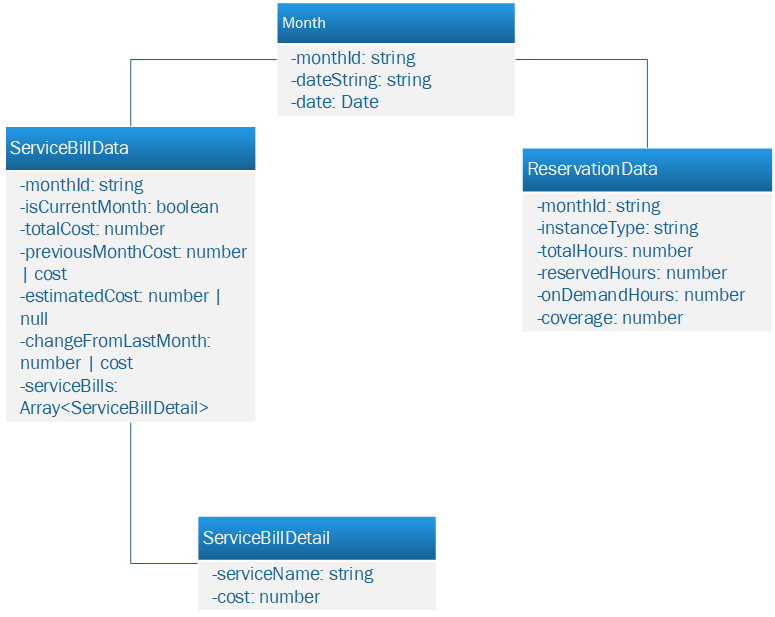 Month
-monthId: string
-dateString: string
-date: Date
ServiceBillData
-monthId: string
-isCurrentMonth: boolean
-totalCost: number
-previousMonthCost: number
| cost
-estimatedCost: number |
null
-changeFromLastMonth:
number | cost
-serviceBills:
Array<ServiceBillDetail>
ReservationData
-monthId: string
-instanceType: string
-totalHours: number
-reservedHours: number
-onDemandHours: number
-coverage: number
ServiceBillDetail
-serviceName: string
-cost: number